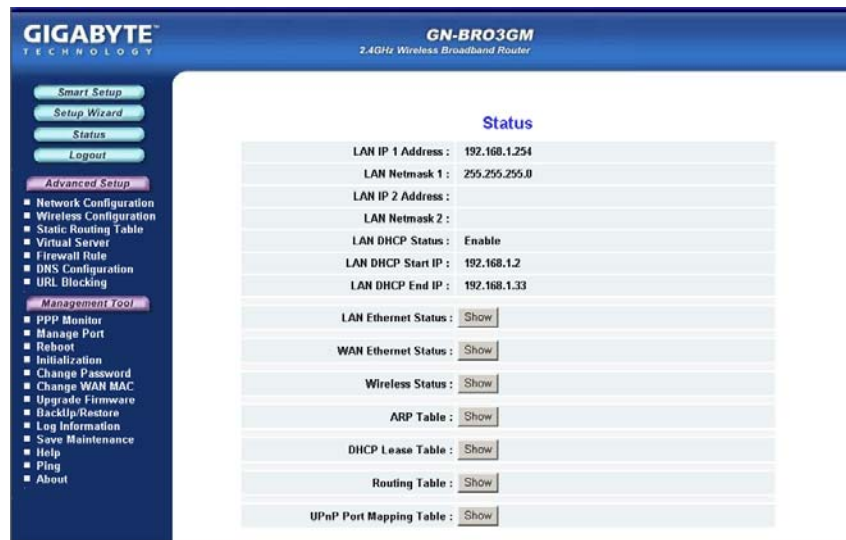 GIGABYTE™
TECHNOLOGY
GN-BR03GM
2.4GHz Wireless Broadband Router
Smart Setup
Setup Wizard
Status
Logout
Advanced Setup
Network Configuration
Wireless Configuration
Static Routing Table
Virtual Server
Firewall Rule
DNS Configuration
URL Blocking
Management Tool
PPP Monitor
Manage Port
Reboot
Initialization
Change Password
Change WAN MAC
Upgrade Firmware
BackUp/Restore
Log Information
Save Maintenance
Help
Ping
About
Status
LAN IP 1 Address : 192.168.1.254
LAN Netmask 1 : 255.255.255.0
LAN IP 2 Address :
LAN Netmask 2 :
LAN DHCP Status : Enable
LAN DHCP Start IP : 192.168.1.2
LAN DHCP End IP : 192.168.1.33
LAN Ethernet Status : Show
WAN Ethernet Status : Show
Wireless Status : Show
ARP Table : Show
DHCP Lease Table : Show
Routing Table : Show
UPnP Port Mapping Table : Show